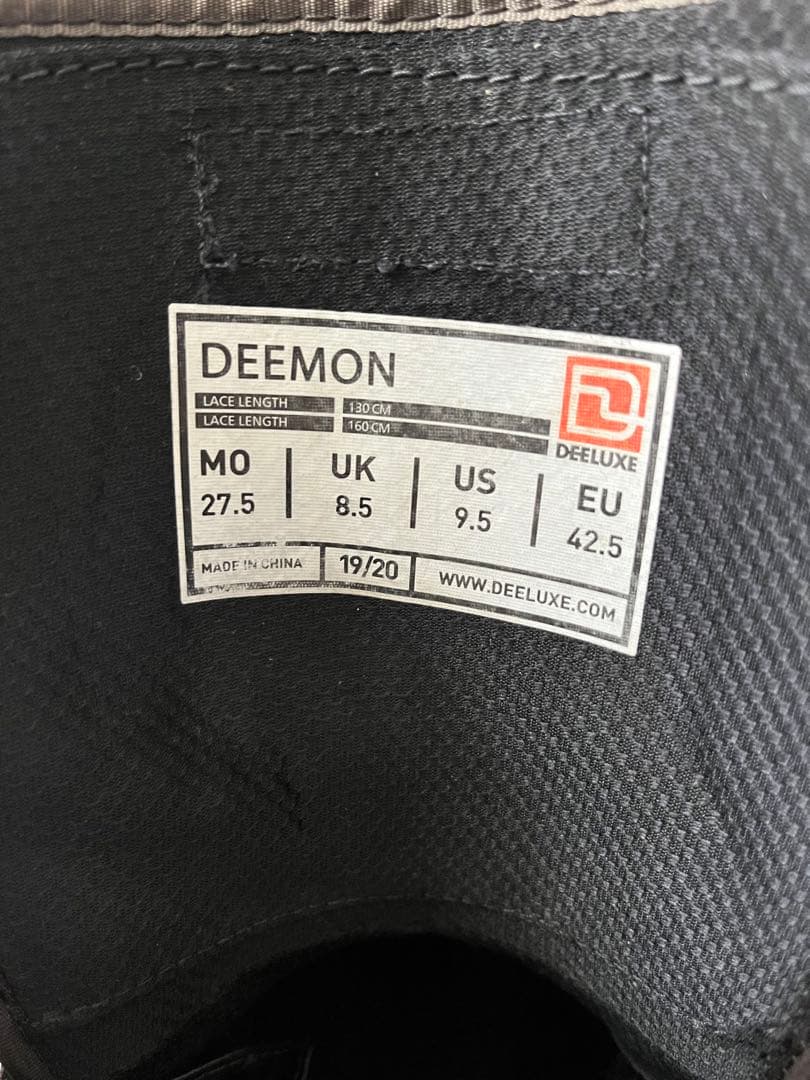 DEEMON
LACE LENGTH 130 CM
LACE LENGTH 160 CM
DEELUXE
MO UK US EU
27.5 8.5 9.5 42.5
MADE IN CHINA 19/20 WWW.DEELUXE.COM